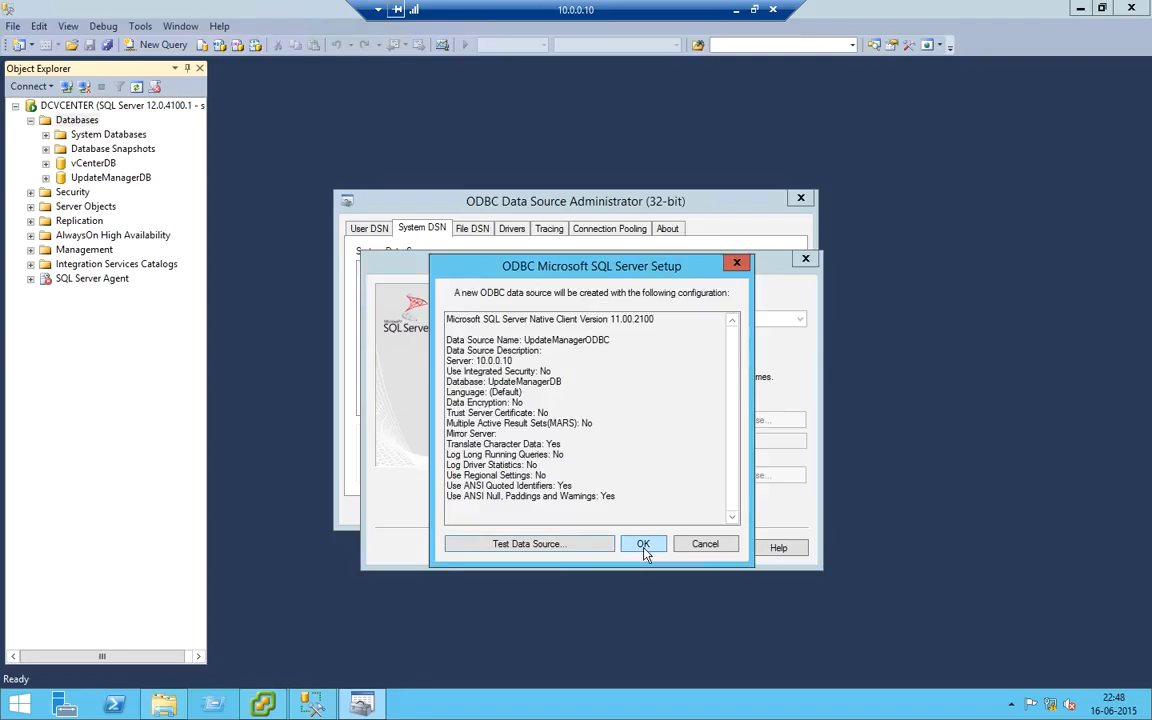 10.0.0.10
File Edit View Debug Tools Window Help
New Query
Object Explorer
Connect
DCVCENTER (SQL Server 12.0.4100.1 - s
Databases
System Databases
Database Snapshots
vCenterDB
UpdateManagerDB
Security
Server Objects
Replication
AlwaysOn High Availability
Management
Integration Services Catalogs
SQL Server Agent
ODBC Data Source Administrator (32-bit)
User DSN System DSN File DSN Drivers Tracing Connection Pooling About
SQL Serve
mes.
se...
Help
ODBC Microsoft SQL Server Setup
A new ODBC data source will be created with the following configuration:
Microsoft SQL Server Native Client Version 11.00.2100
Data Source Name: UpdateManagerODBC
Data Source Description:
Server: 10.0.0.10
Use Integrated Security: No
Database: UpdateManagerDB
Language: (Default)
Data Encryption: No
Trust Server Certificate: No
Multiple Active Result Sets(MARS): No
Mirror Server:
Translate Character Data: Yes
Log Long Running Queries: No
Log Driver Statistics: No
Use Regional Settings: No
Use ANSI Quoted Identifiers: Yes
Use ANSI Null, Paddings and Warnings: Yes
Test Data Source... OK Cancel
Ready
22:48
16-06-2015